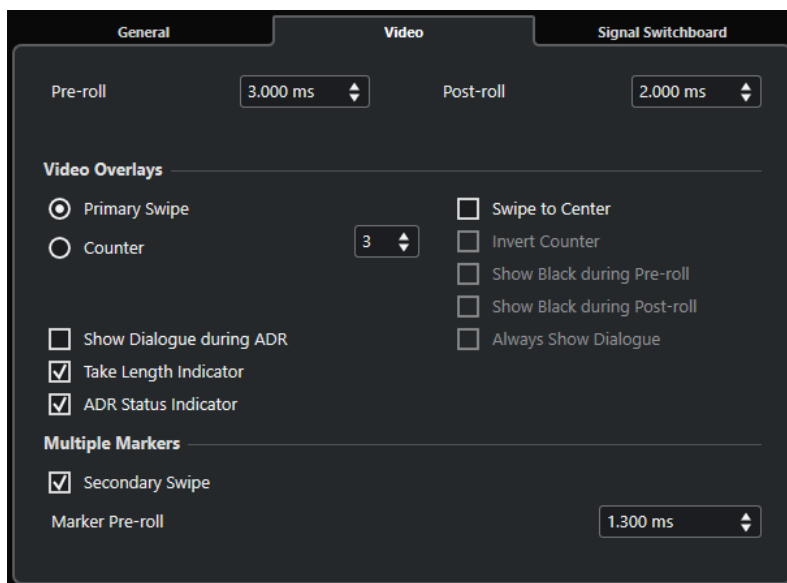 General Video Signal Switchboard
Pre-roll 3.000 ms Post-roll 2.000 ms
Video Overlays
Primary Swipe Swipe to Center
Counter 3 Invert Counter
Show Black during Pre-roll
Show Black during Post-roll
Show Dialogue during ADR Always Show Dialogue
Take Length Indicator
ADR Status Indicator
Multiple Markers
Secondary Swipe
Marker Pre-roll 1.300 ms